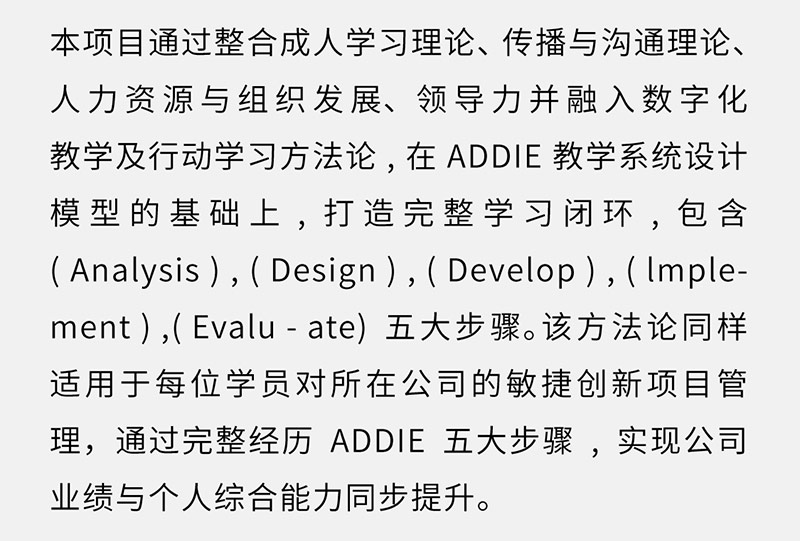 本项目通过整合成人学习理论、传播与沟通理论、
人力资源与组织发展、领导力并融入数字化
教学及行动学习方法论 , 在 ADDIE 教学系统设计
模型的基础上 , 打造完整学习闭环 , 包含
( Analysis ) , ( Design ) , ( Develop ) , ( lmple-
ment ) ,( Evalu - ate) 五大步骤。该方法论同样
适用于每位学员对所在公司的敏捷创新项目管
理，通过完整经历 ADDIE 五大步骤 , 实现公司
业绩与个人综合能力同步提升。